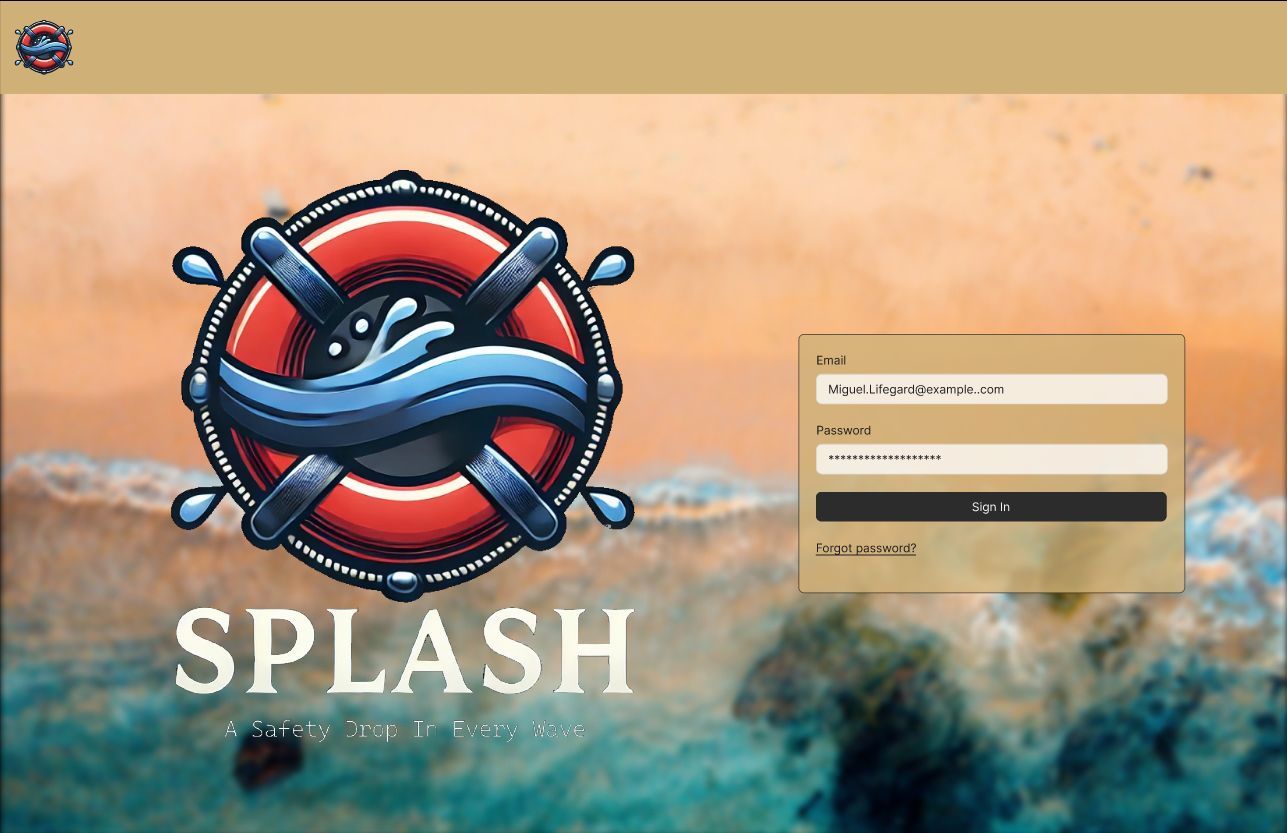 SPLASH
A Safety Drop In Every Wave
Email
Miguel.Lifegard@example..com
Password
*******************
Sign In
Forgot password?